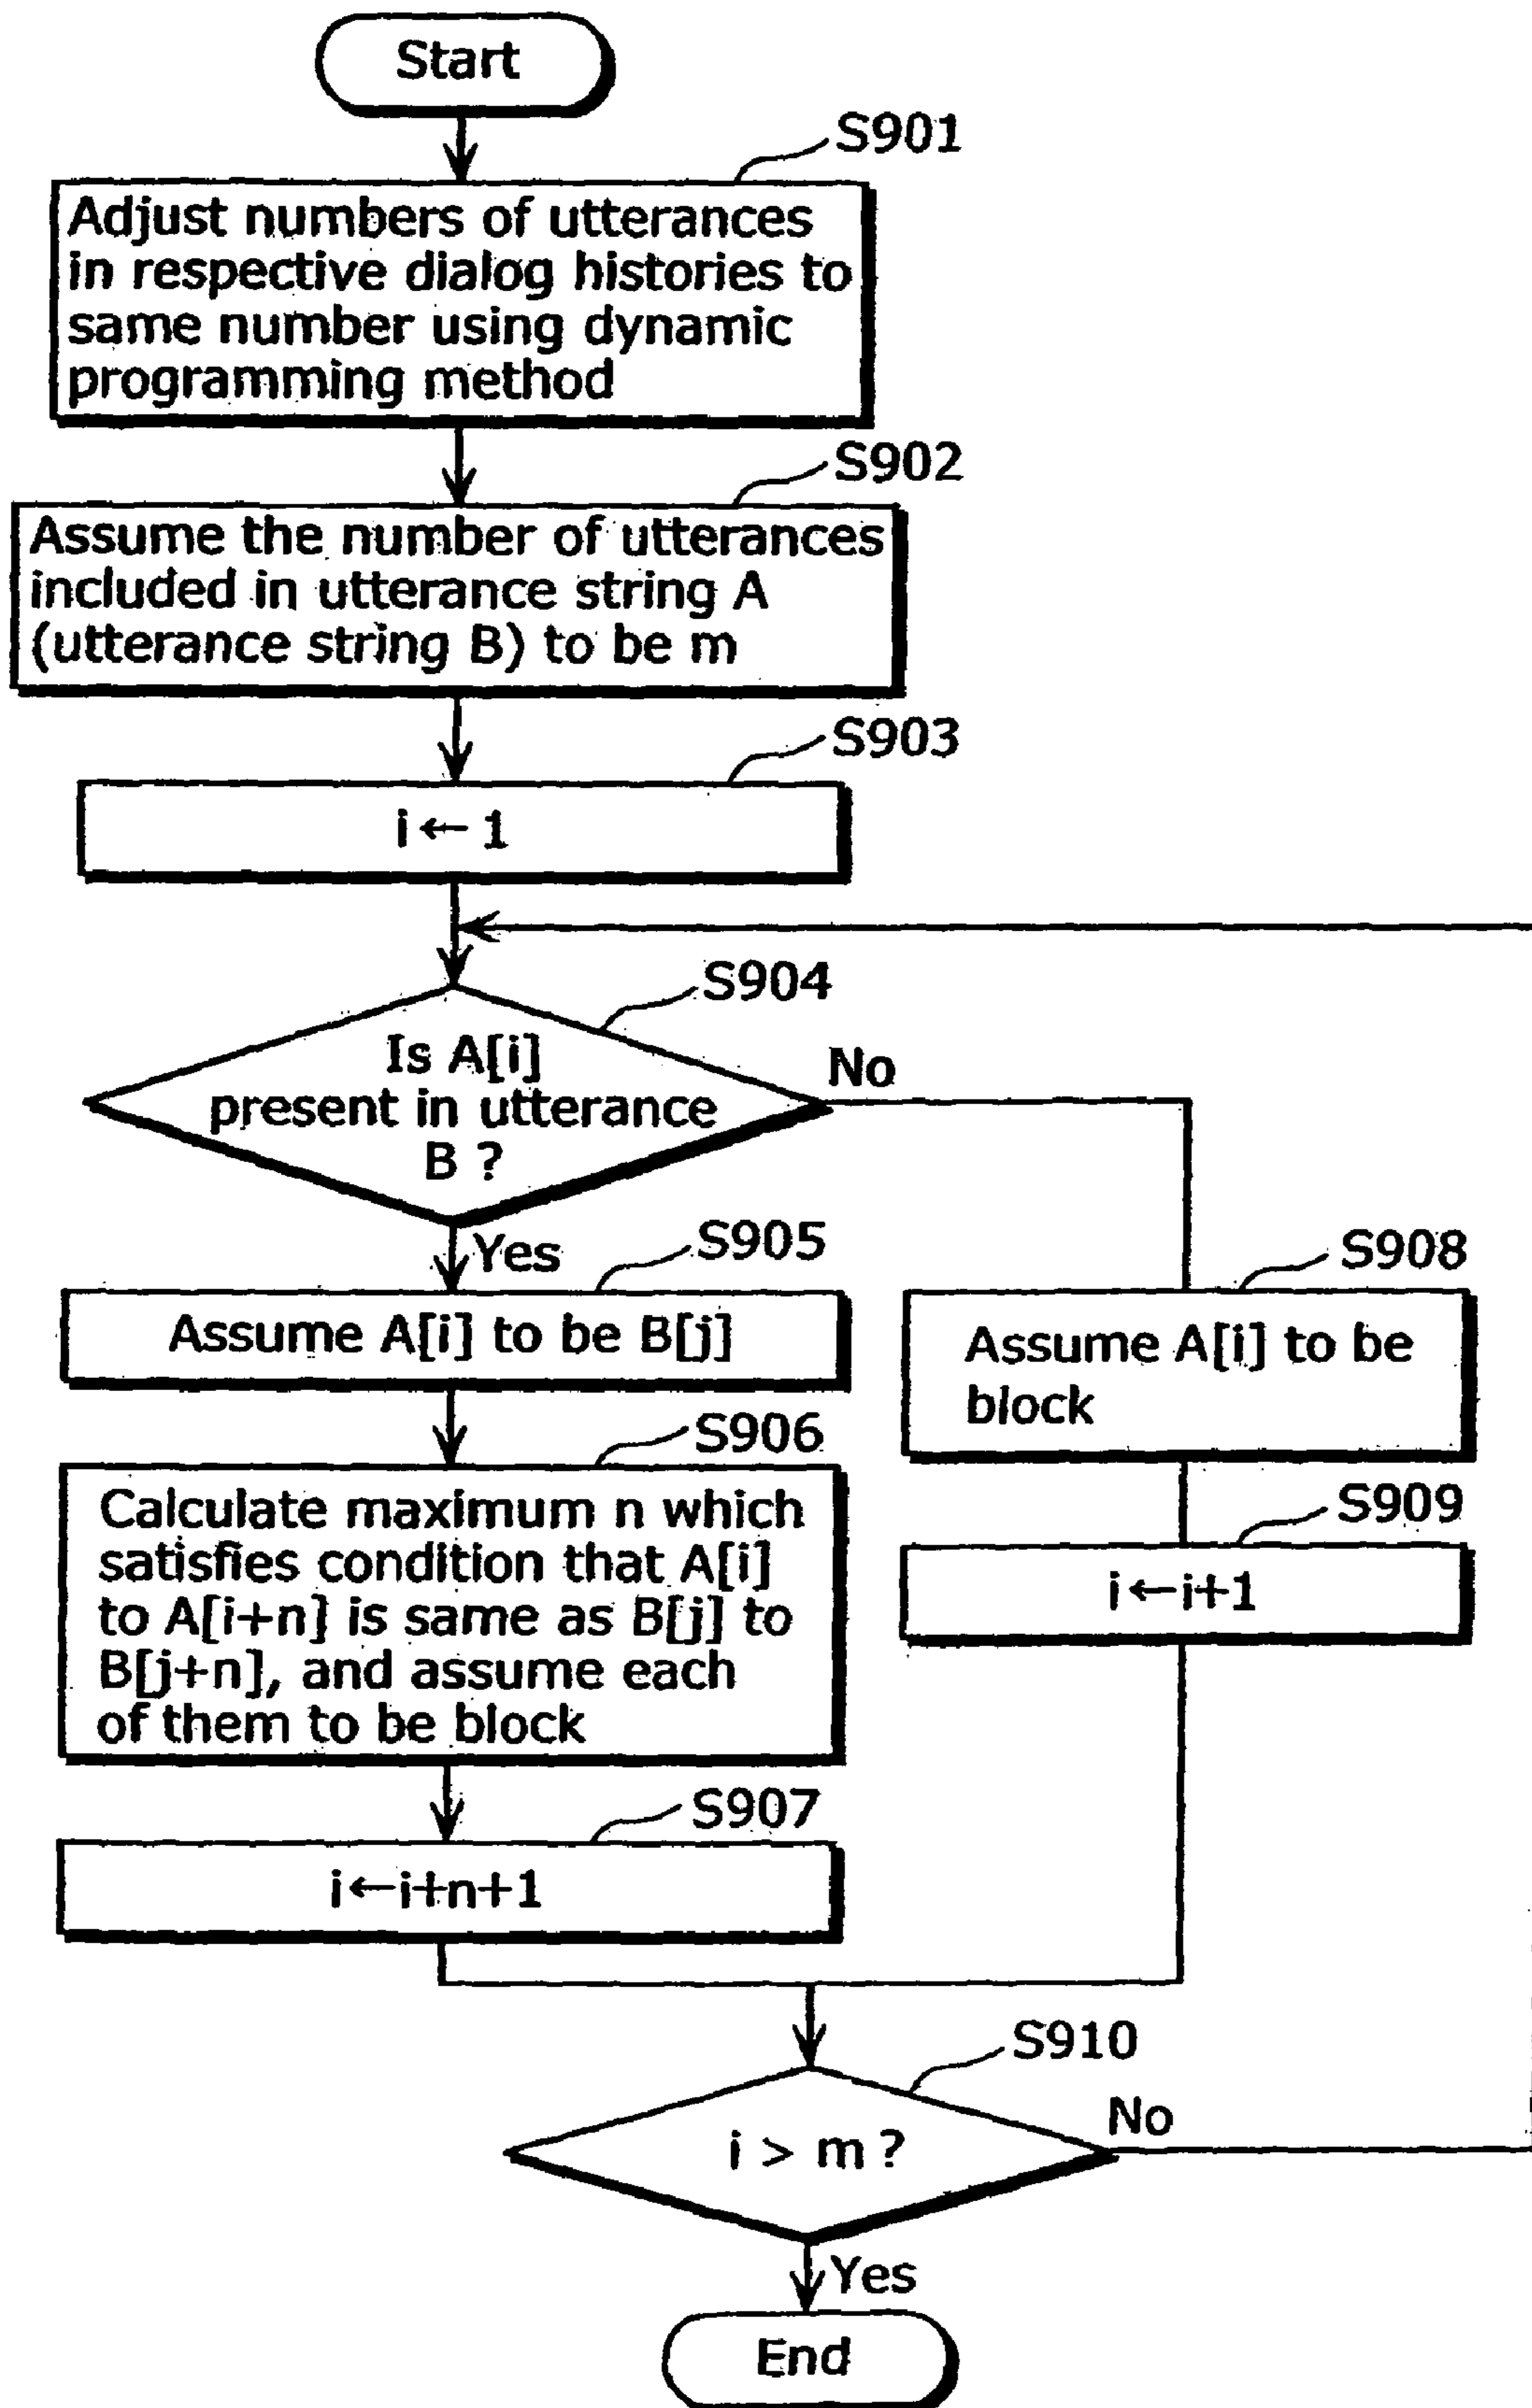 Start
S901
Adjust numbers of utterances
in respective dialog histories to
same number using dynamic
programming method
S902
Assume the number of utterances
included in utterance string A
(utterance string B) to be m
S903
i ← 1
S904
Is A[i]
present in utterance
B ?
No
Yes
S905
Assume A[i] to be B[j]
S908
Assume A[i] to be
block
S906
Calculate maximum n which
satisfies condition that A[i]
to A[i+n] is same as B[j] to
B[j+n], and assume each
of them to be block
S909
i←i+1
S907
i←i+n+1
S910
i > m ?
No
Yes
End